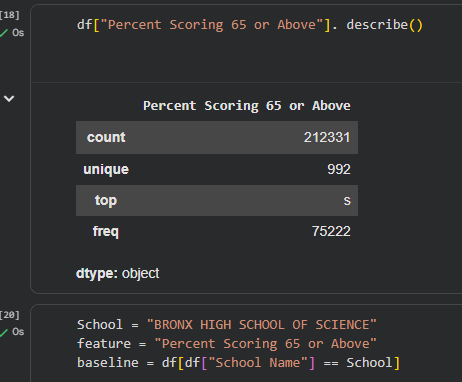 [18]
0s
df["Percent Scoring 65 or Above"]. describe()
Percent Scoring 65 or Above
count 212331
unique 992
top s
freq 75222
dtype: object
[20]
0s
School = "BRONX HIGH SCHOOL OF SCIENCE"
feature = "Percent Scoring 65 or Above"
baseline = df[df["School Name"] == School]